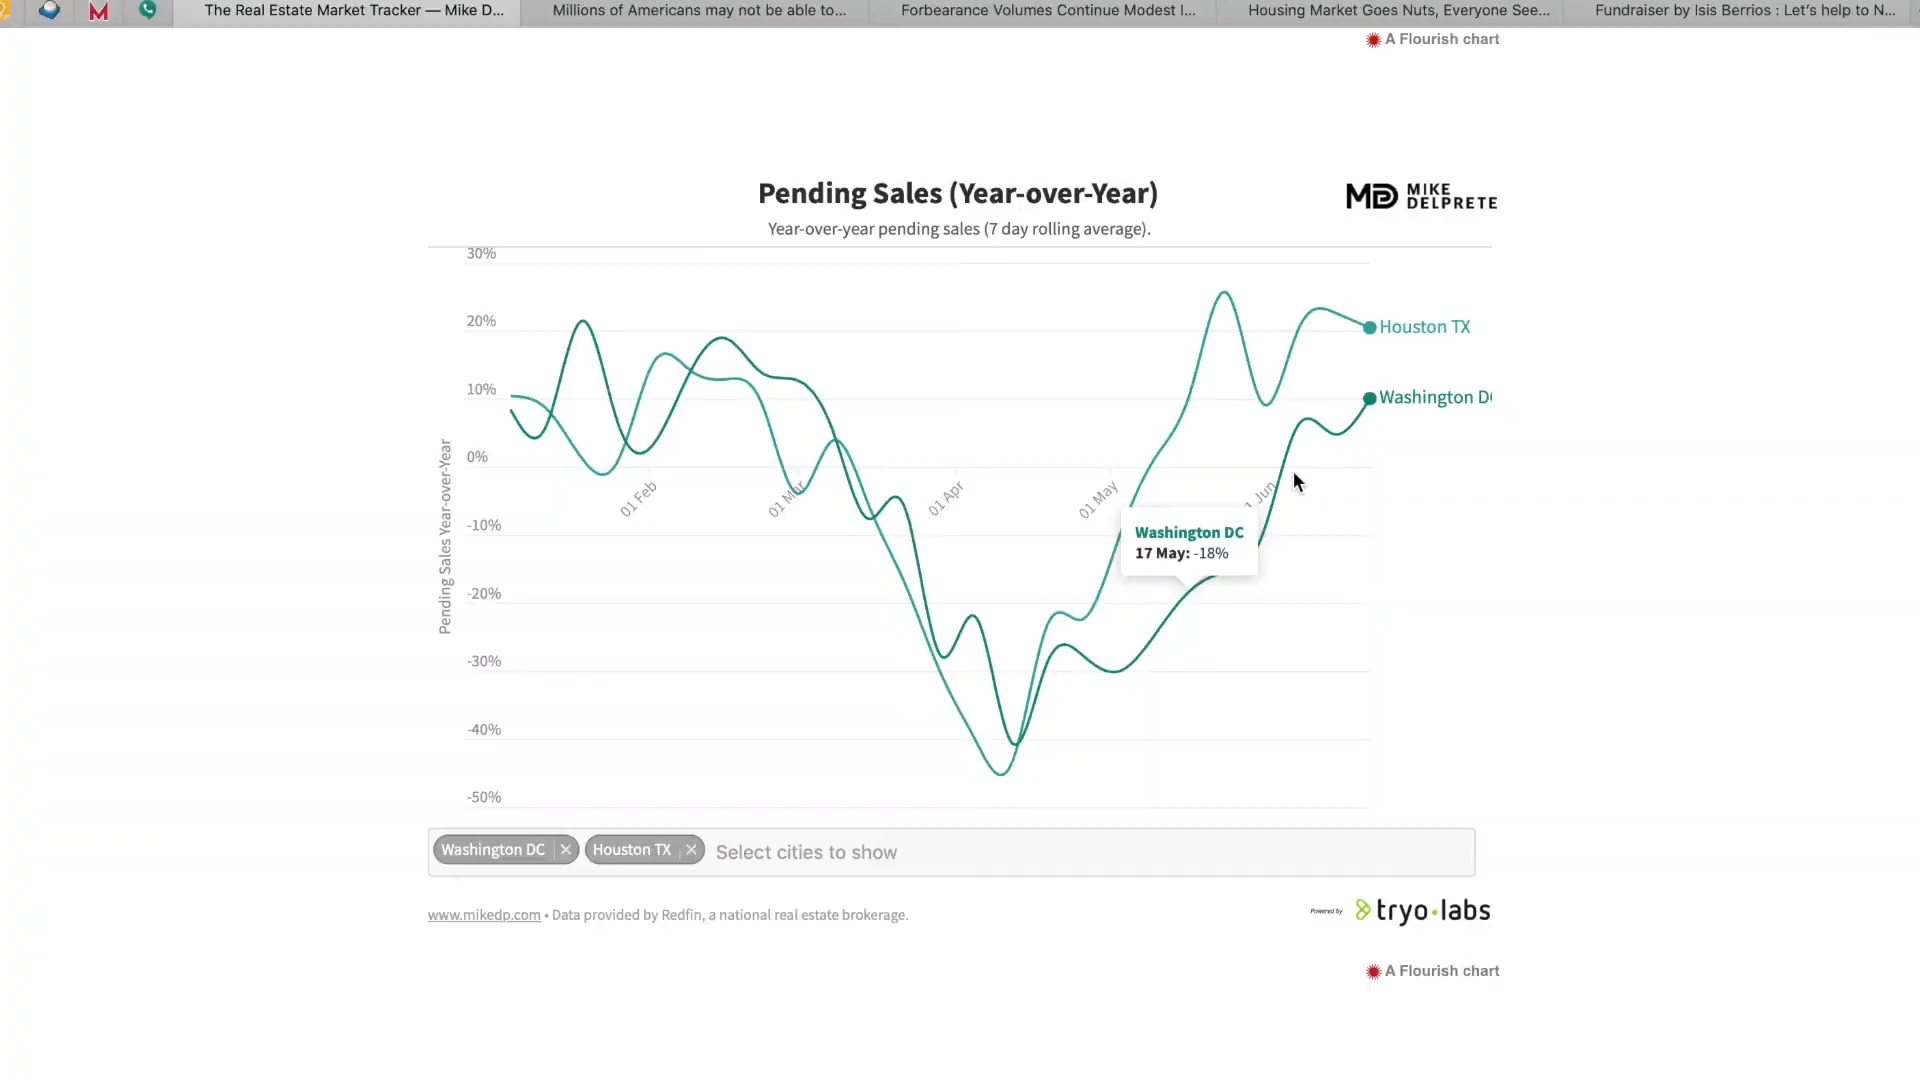 The Real Estate Market Tracker — Mike D...
Millions of Americans may not be able to...
Forbearance Volumes Continue Modest I...
Housing Market Goes Nuts, Everyone See...
Fundraiser by Isis Berrios : Let's help to N...
A Flourish chart
Pending Sales (Year-over-Year)
MD MIKE DELPRETE
Year-over-year pending sales (7 day rolling average).
30%
20%
10%
0%
-10%
-20%
-30%
-40%
-50%
Pending Sales Year-over-Year
01 Feb
01 Mar
01 Apr
01 May
1 Jun
Houston TX
Washington D
Washington DC
17 May: -18%
Washington DC
Houston TX
Select cities to show
www.mikedp.com • Data provided by Redfin, a national real estate brokerage.
Powered by tryo·labs
A Flourish chart